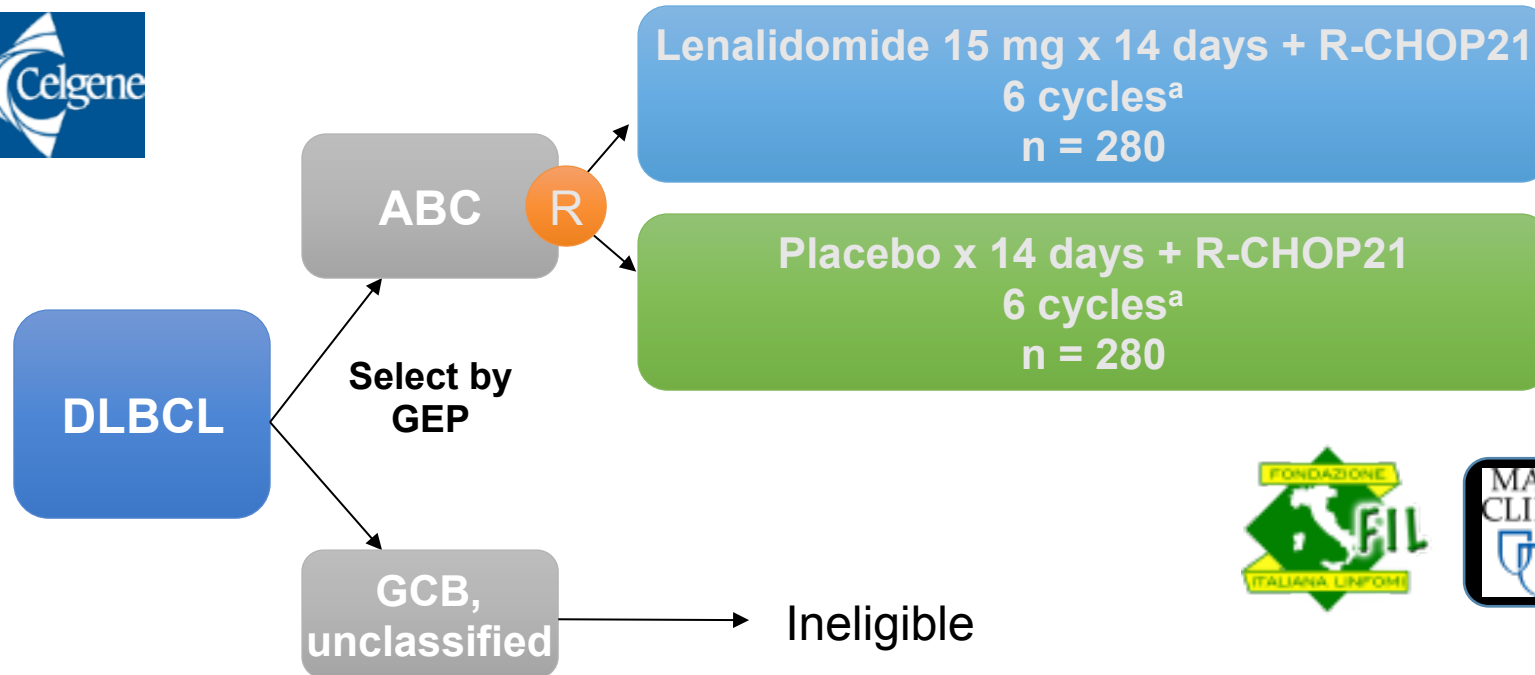 Celgene
Lenalidomide 15 mg x 14 days + R-CHOP21
6 cyclesᵃ
n = 280
ABC
R
Placebo x 14 days + R-CHOP21
6 cyclesᵃ
n = 280
Select by
GEP
DLBCL
FONDAZIONE
FIL
ITALIANA LINFOMI
GCB,
unclassified
Ineligible